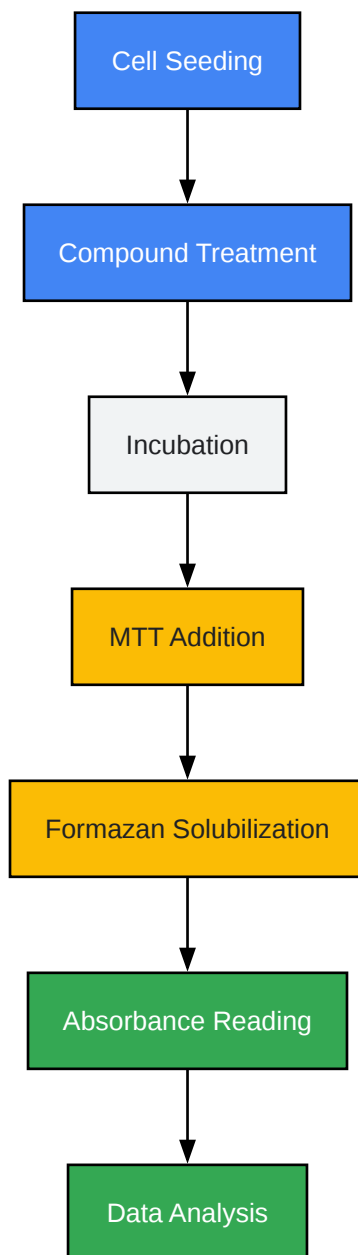 Cell Seeding
Compound Treatment
Incubation
MTT Addition
Formazan Solubilization
Absorbance Reading
Data Analysis